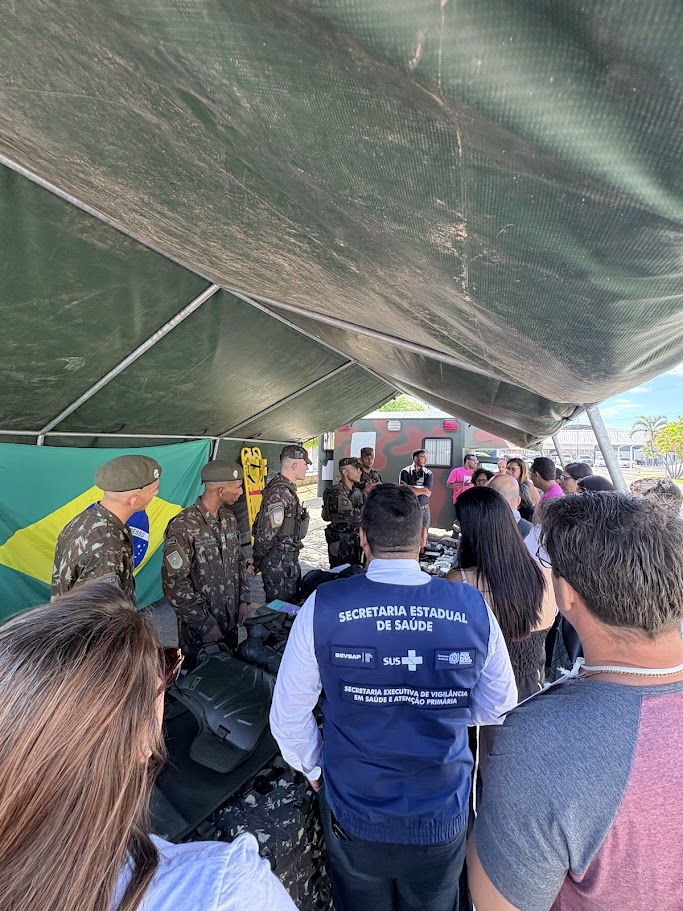 SECRETARIA ESTADUAL
DE SAÚDE
SEVSAP
SUS
SECRETARIA EXECUTIVA DE VIGILÂNCIA
EM SAÚDE E ATENÇÃO PRIMÁRIA